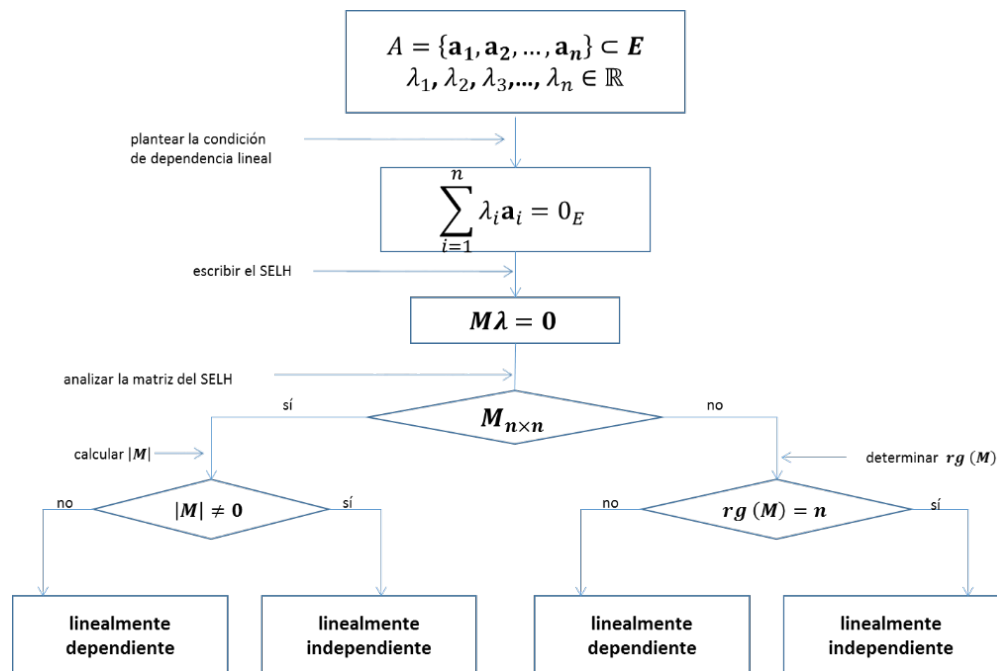 A = {a₁, a₂, ..., aₙ} ⊂ E
λ₁, λ₂, λ₃,..., λₙ ∈ ℝ
plantear la condición
de dependencia lineal
n
∑ λᵢaᵢ = 0_E
i=1
escribir el SELH
Mλ = 0
analizar la matriz del SELH
sí
no
Mₙ×ₙ
calcular |M|
determinar rg (M)
no
|M| ≠ 0
sí
no
rg (M) = n
sí
linealmente
dependiente
linealmente
independiente
linealmente
dependiente
linealmente
independiente